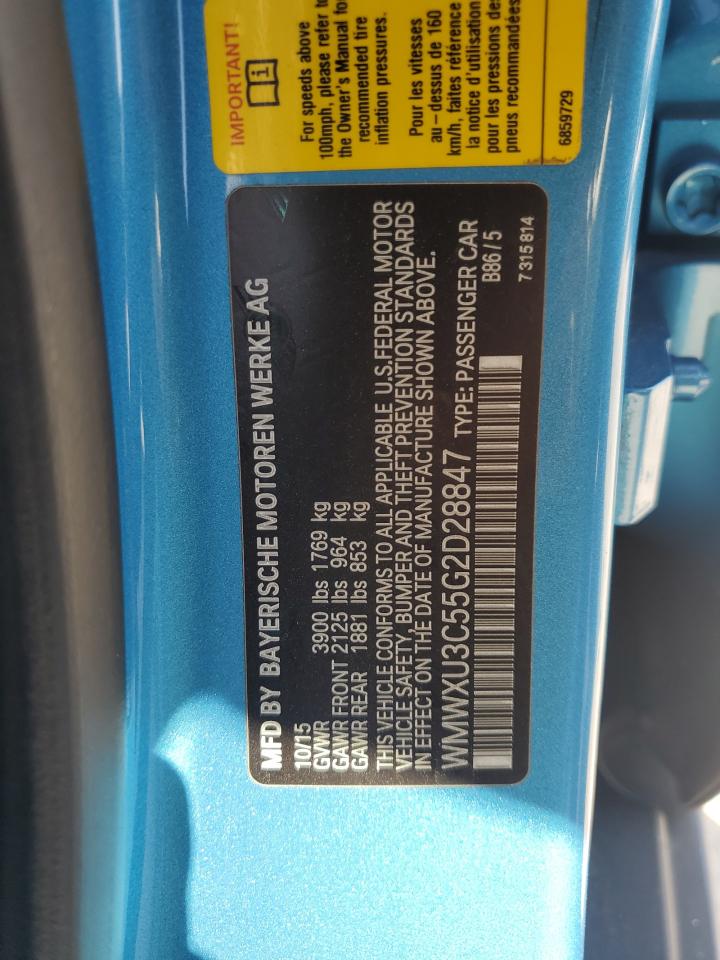 IMPORTANT!
For speeds above
100mph, please refer to
the Owner's Manual for
recommended tire
inflation pressures.
Pour les vitesses
au-dessus de 160
km/h, faites référence
la notice d'utilisation
pour les pressions des
pneus recommandées
6859729
MFD BY BAYERISCHE MOTOREN WERKE AG
10/15
GVWR 3900 lbs 1769 kg
GAWR FRONT 2125 lbs 964 kg
GAWR REAR 1881 lbs 853 kg
THIS VEHICLE CONFORMS TO ALL APPLICABLE U.S.FEDERAL MOTOR
VEHICLE SAFETY, BUMPER AND THEFT PREVENTION STANDARDS
IN EFFECT ON THE DATE OF MANUFACTURE SHOWN ABOVE.
WMWXU3C55G2D28847 TYPE: PASSENGER CAR
B86/5
7315814